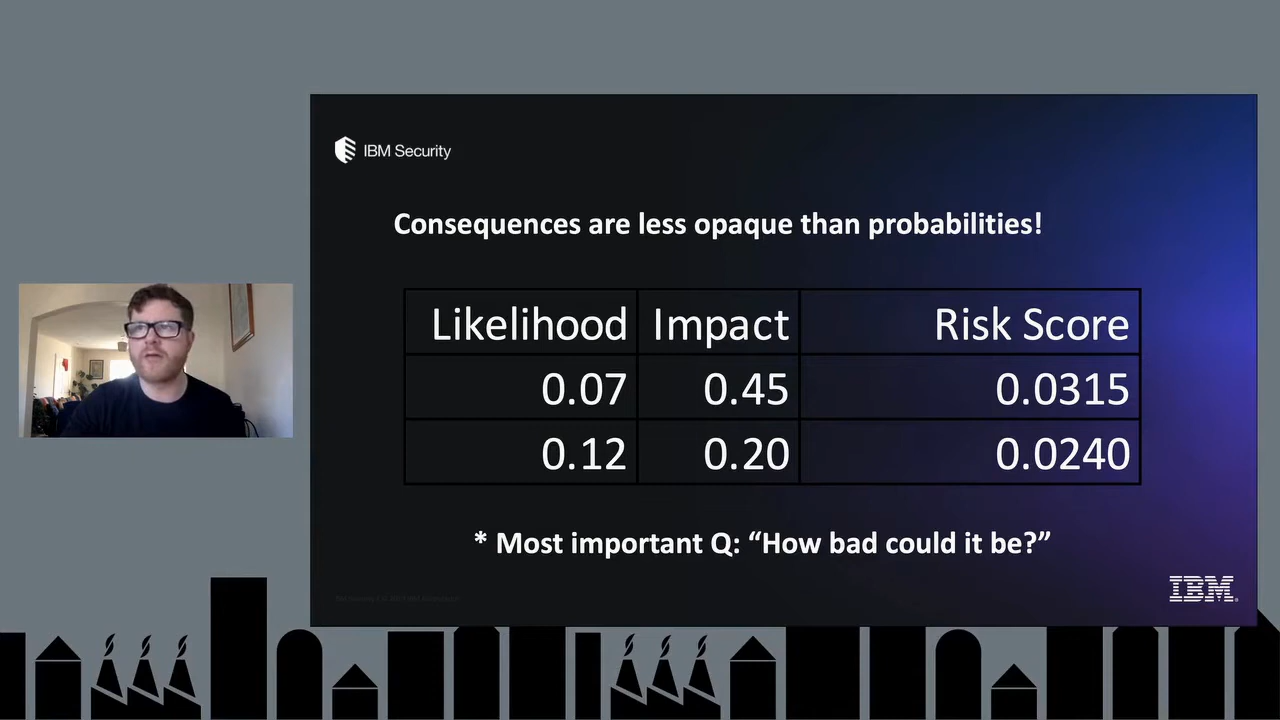 IBM Security
Consequences are less opaque than probabilities!
Likelihood Impact Risk Score
0.07 0.45 0.0315
0.12 0.20 0.0240
* Most important Q: “How bad could it be?”
IBM